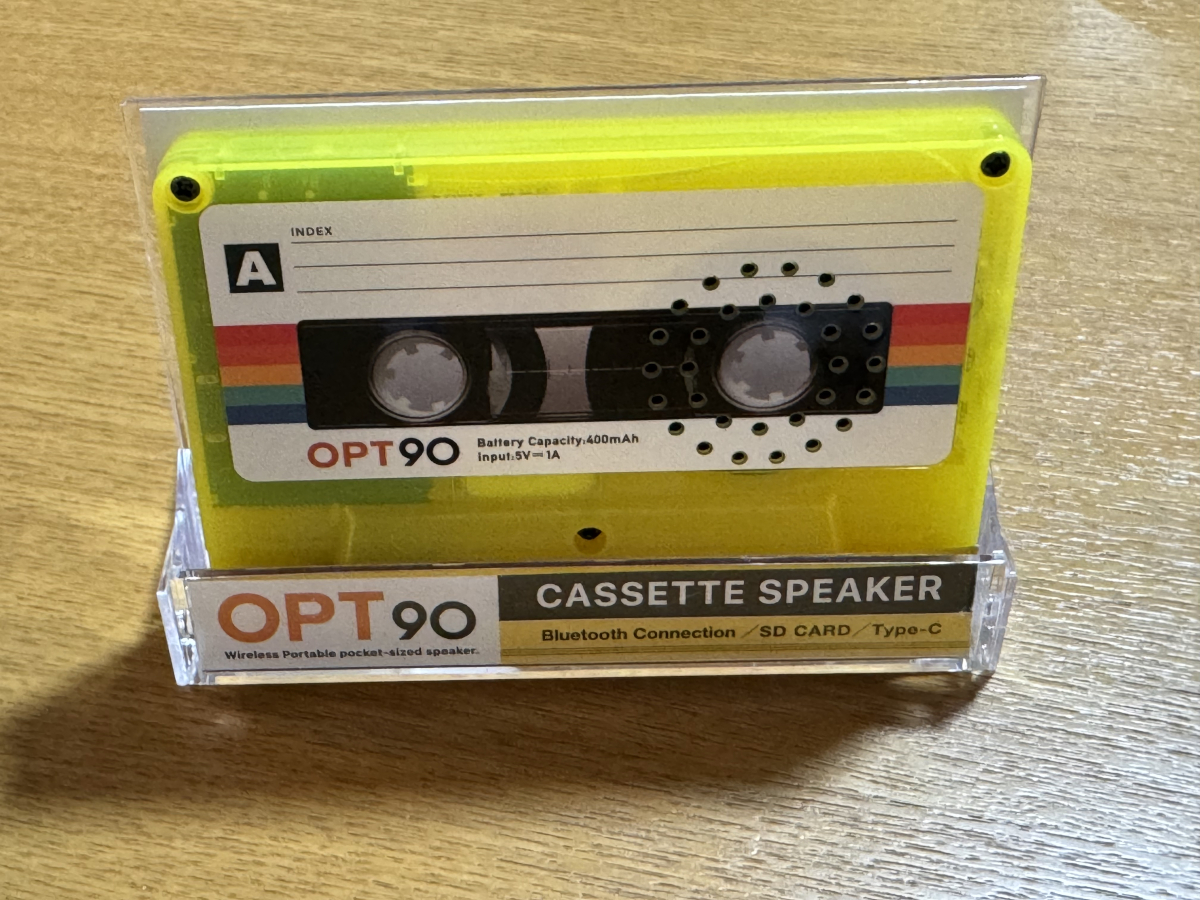 INDEX
A
OPT90
Battery Capacity:400mAh
Input:5V⎓1A
OPT90
Wireless Portable pocket-sized speaker.
CASSETTE SPEAKER
Bluetooth Connection／SD CARD／Type-C